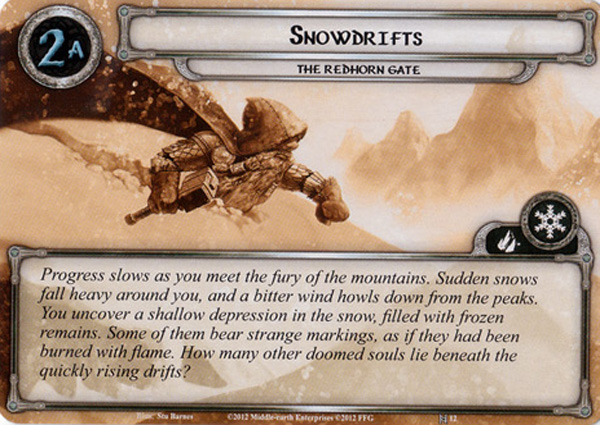 2A
SNOWDRIFTS
THE REDHORN GATE
Progress slows as you meet the fury of the mountains. Sudden snows
fall heavy around you, and a bitter wind howls down from the peaks.
You uncover a shallow depression in the snow, filled with frozen
remains. Some of them bear strange markings, as if they had been
burned with flame. How many other doomed souls lie beneath the
quickly rising drifts?
Illus. Stu Barnes ©2012 Middle-earth Enterprises ©2012 FFG 12